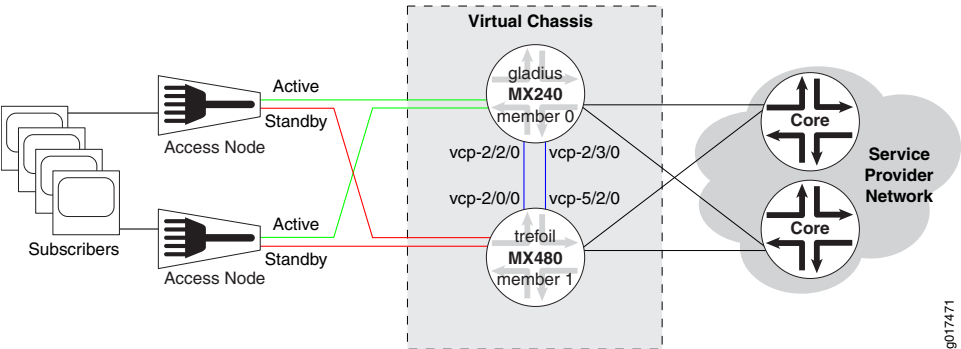 Virtual Chassis
gladius
MX240
member 0
Active
Standby
Access Node
vcp-2/2/0
vcp-2/3/0
vcp-2/0/0
vcp-5/2/0
Core
Service
Provider
Network
Core
Subscribers
Active
Standby
Access Node
trefoil
MX480
member 1
g017471